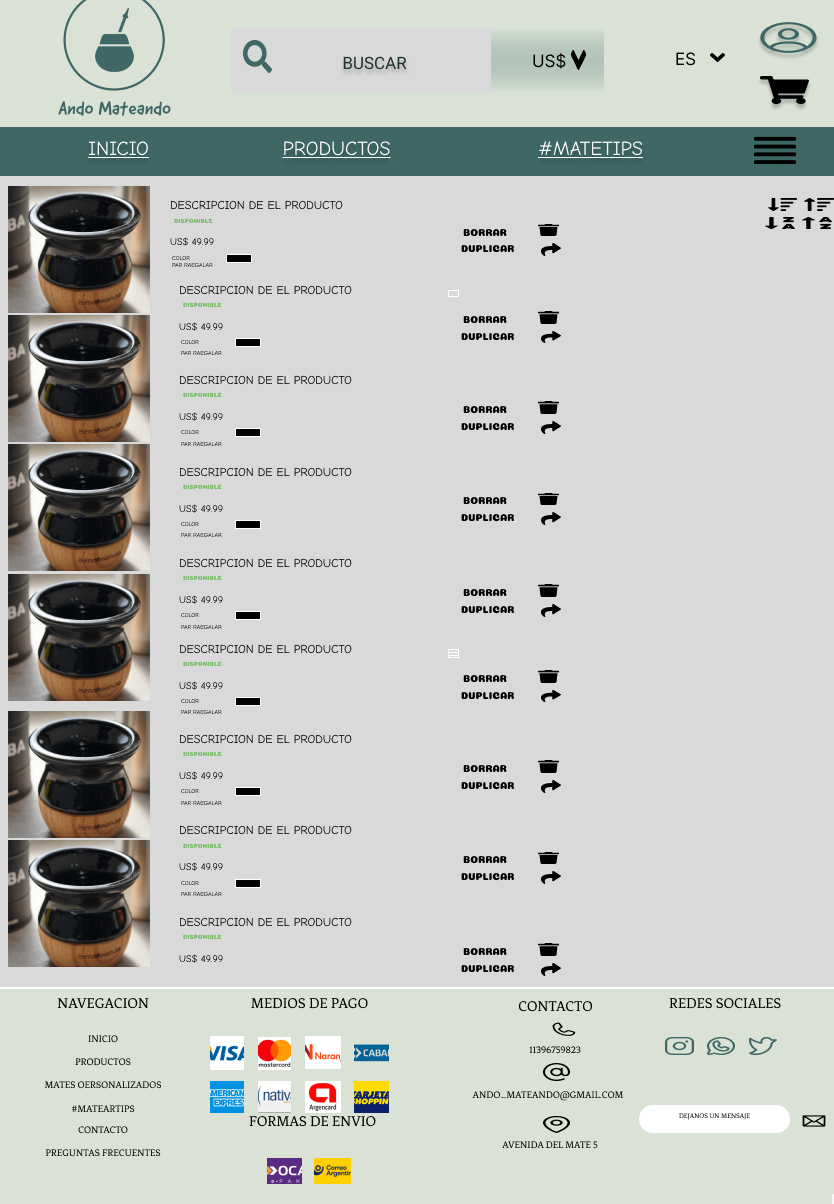 Ando Mateando
BUSCAR
US$
ES
INICIO
PRODUCTOS
#MATETIPS
DESCRIPCION DE EL PRODUCTO
DISPONIBLE
US$ 49.99
COLOR
PAR RAEGALAR
BORRAR
DUPLICAR
DESCRIPCION DE EL PRODUCTO
DISPONIBLE
US$ 49.99
COLOR
PAR RAEGALAR
BORRAR
DUPLICAR
DESCRIPCION DE EL PRODUCTO
DISPONIBLE
US$ 49.99
COLOR
PAR RAEGALAR
BORRAR
DUPLICAR
DESCRIPCION DE EL PRODUCTO
DISPONIBLE
US$ 49.99
COLOR
PAR RAEGALAR
BORRAR
DUPLICAR
DESCRIPCION DE EL PRODUCTO
DISPONIBLE
US$ 49.99
COLOR
PAR RAEGALAR
BORRAR
DUPLICAR
DESCRIPCION DE EL PRODUCTO
DISPONIBLE
US$ 49.99
COLOR
PAR RAEGALAR
BORRAR
DUPLICAR
DESCRIPCION DE EL PRODUCTO
DISPONIBLE
US$ 49.99
COLOR
PAR RAEGALAR
BORRAR
DUPLICAR
DESCRIPCION DE EL PRODUCTO
DISPONIBLE
US$ 49.99
COLOR
PAR RAEGALAR
BORRAR
DUPLICAR
DESCRIPCION DE EL PRODUCTO
DISPONIBLE
US$ 49.99
BORRAR
DUPLICAR
NAVEGACION
INICIO
PRODUCTOS
MATES OERSONALIZADOS
#MATEARTIPS
CONTACTO
PREGUNTAS FRECUENTES
MEDIOS DE PAGO
VISA
mastercard
Naran
CABA
AMERICAN
EXPRES
nativ
Argencard
TARJETA
SHOPPIN
FORMAS DE ENVIO
OCA
e-PAK
Correo
Argentin
CONTACTO
11396759823
ANDO_MATEANDO@GMAIL.COM
AVENIDA DEL MATE 5
REDES SOCIALES
DEJANOS UN MENSAJE